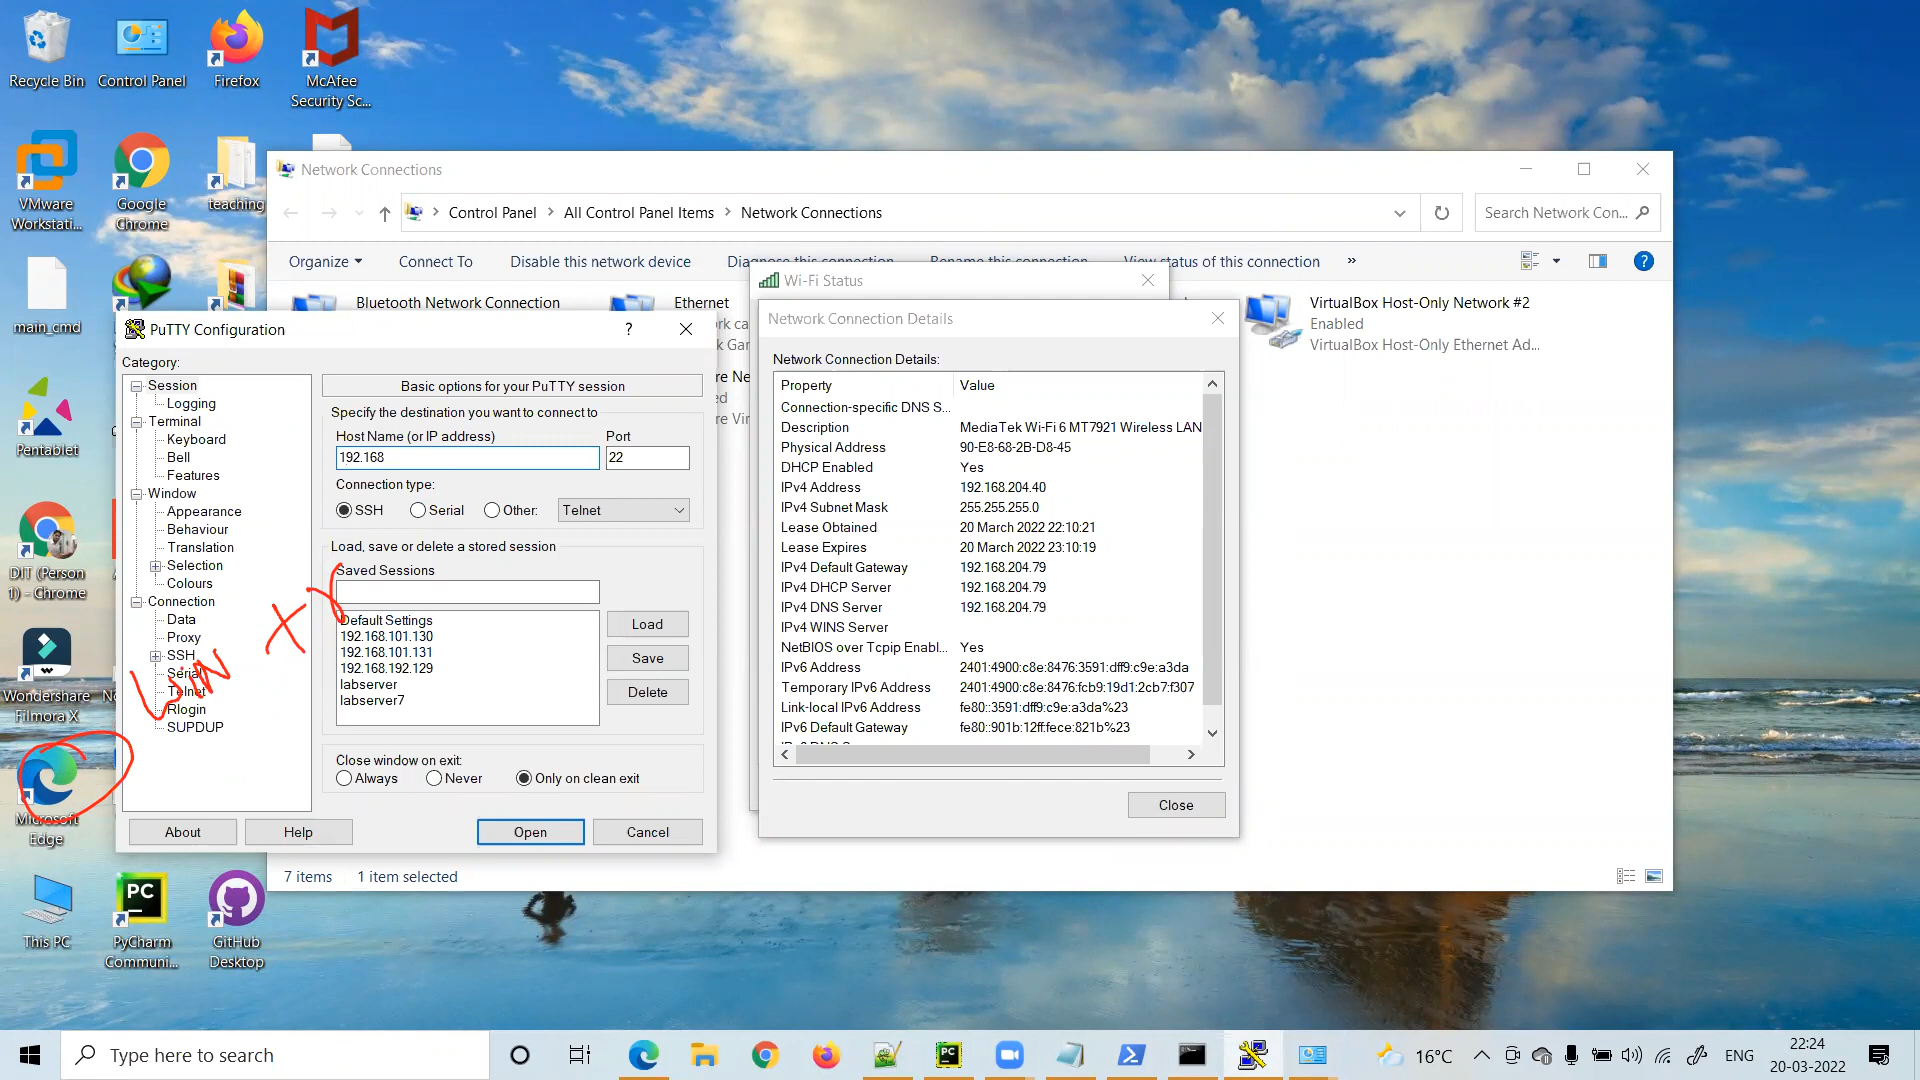 Recycle Bin
Control Panel
Firefox
McAfee
Security Sc...
VMware
Workstati...
Google
Chrome
teaching
main_cmd
Pentablet
DIT (Person
1) - Chrome
Wondershare
Filmora X
Microsoft
Edge
This PC
PyCharm
Communi...
GitHub
Desktop
Network Connections
Control Panel > All Control Panel Items > Network Connections
Search Network Con...
Organize
Connect To
Disable this network device
Diagnose this connection
Rename this connection
View status of this connection
»
Bluetooth Network Connection
Ethernet
VirtualBox Host-Only Network #2
Enabled
VirtualBox Host-Only Ethernet Ad...
7 items
1 item selected
PuTTY Configuration
?
Category:
Session
Logging
Terminal
Keyboard
Bell
Features
Window
Appearance
Behaviour
Translation
Selection
Colours
Connection
Data
Proxy
SSH
Serial
Telnet
Rlogin
SUPDUP
Basic options for your PuTTY session
Specify the destination you want to connect to
Host Name (or IP address)
Port
192.168
22
Connection type:
SSH
Serial
Other:
Telnet
Load, save or delete a stored session
Saved Sessions
Default Settings
192.168.101.130
192.168.101.131
192.168.192.129
labserver
labserver7
Load
Save
Delete
Close window on exit:
Always
Never
Only on clean exit
About
Help
Open
Cancel
Wi-Fi Status
Network Connection Details
Network Connection Details:
Property Value
Connection-specific DNS S...
Description MediaTek Wi-Fi 6 MT7921 Wireless LAN
Physical Address 90-E8-68-2B-D8-45
DHCP Enabled Yes
IPv4 Address 192.168.204.40
IPv4 Subnet Mask 255.255.255.0
Lease Obtained 20 March 2022 22:10:21
Lease Expires 20 March 2022 23:10:19
IPv4 Default Gateway 192.168.204.79
IPv4 DHCP Server 192.168.204.79
IPv4 DNS Server 192.168.204.79
IPv4 WINS Server
NetBIOS over Tcpip Enabl... Yes
IPv6 Address 2401:4900:c8e:8476:3591:dff9:c9e:a3da
Temporary IPv6 Address 2401:4900:c8e:8476:fcb9:19d1:2cb7:f307
Link-local IPv6 Address fe80::3591:dff9:c9e:a3da%23
IPv6 Default Gateway fe80::901b:12ff:fece:821b%23
Close
Type here to search
16°C
ENG
22:24
20-03-2022